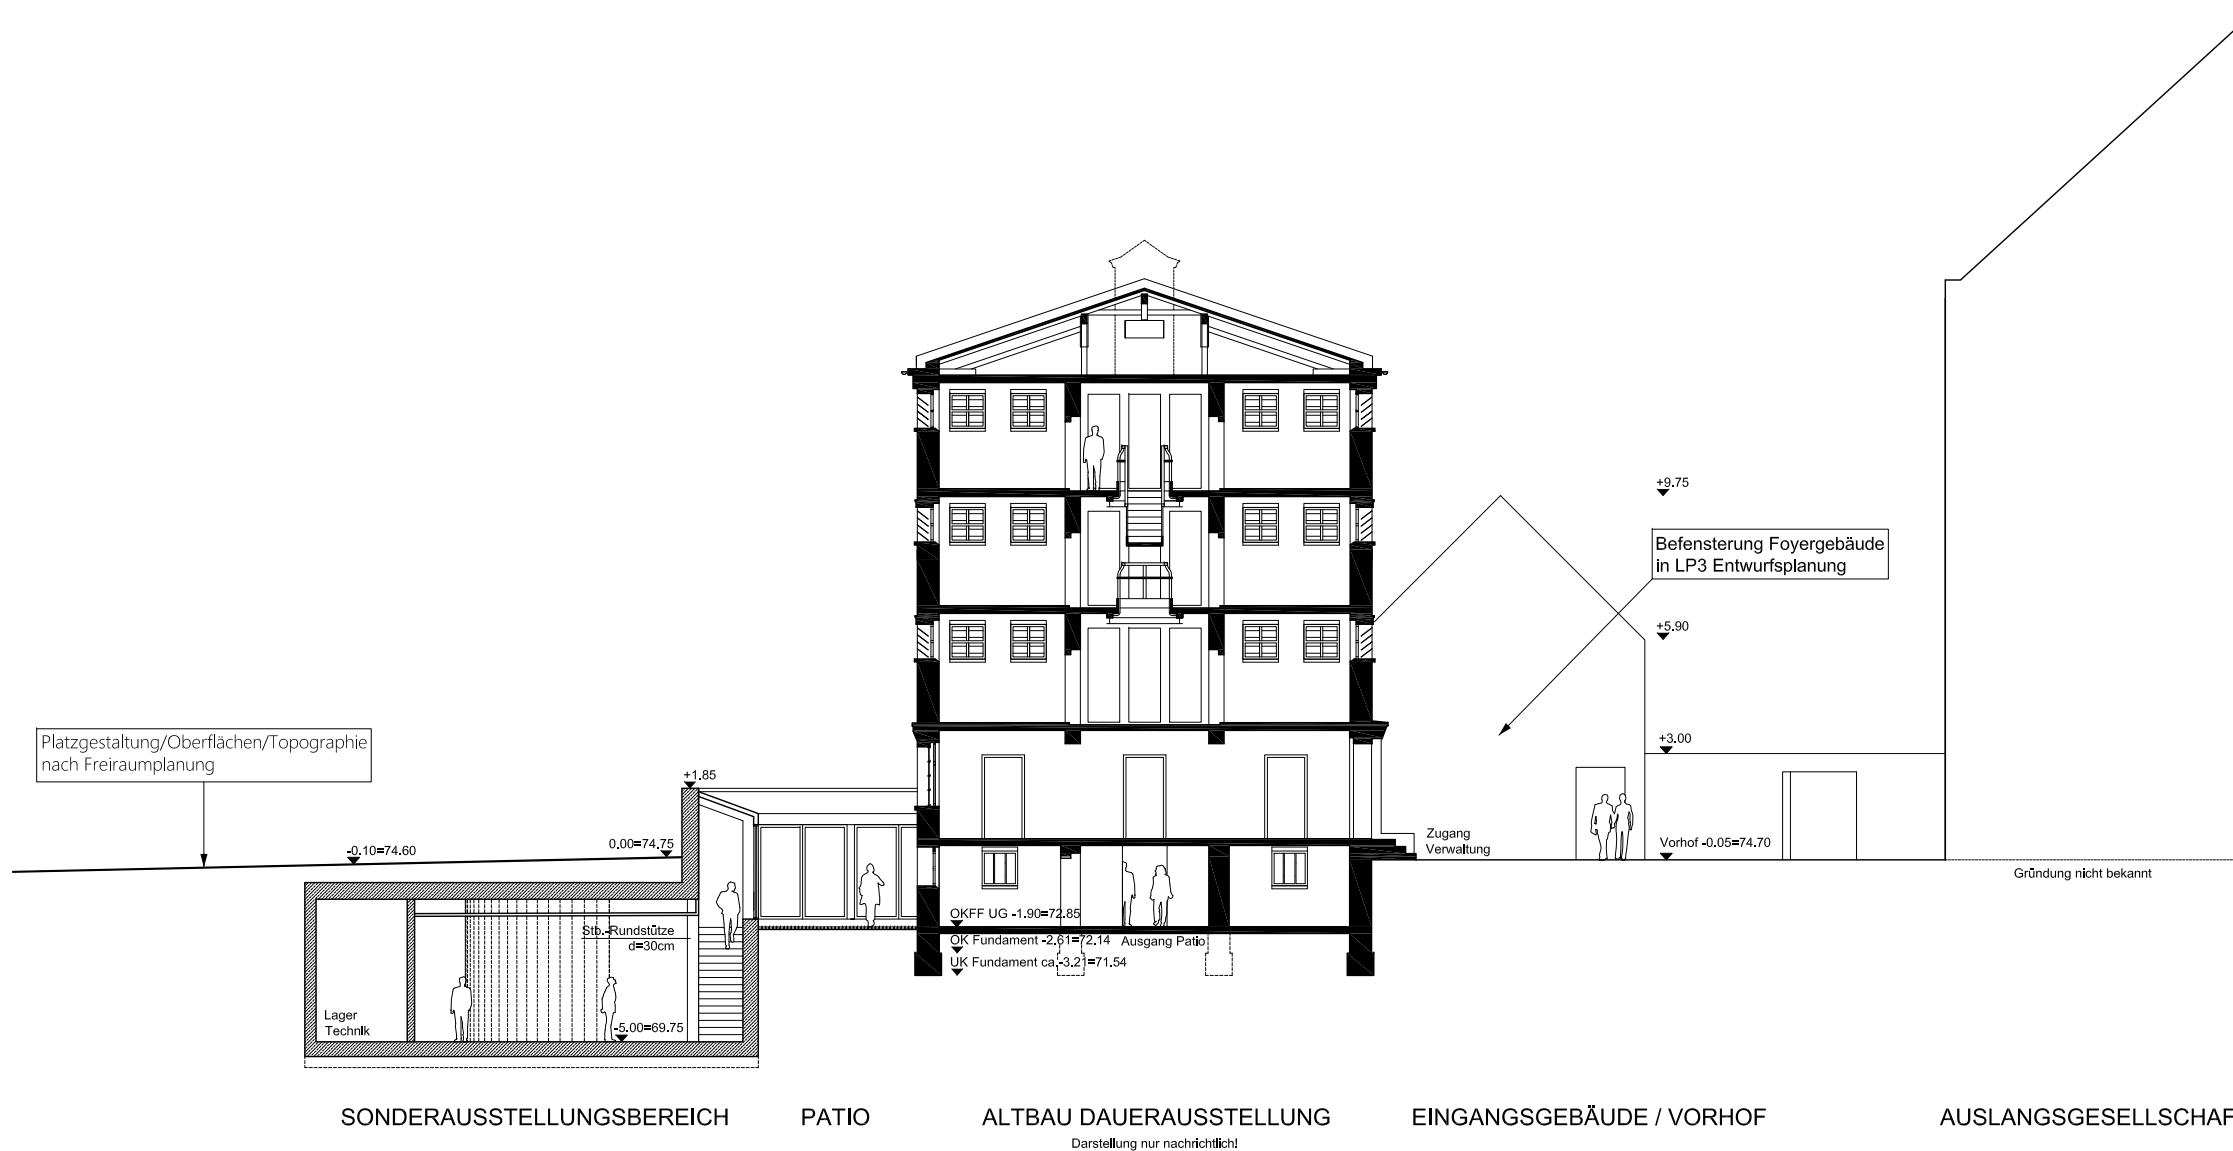 +9.75
Befensterung Foyergebäude
in LP3 Entwurfsplanung
+5.90
+3.00
Platzgestaltung/Oberflächen/Topographie
nach Freiraumplanung
+1.85
-0.10=74.60
0.00=74.75
Zugang
Verwaltung
Vorhof -0.05=74.70
Gründung nicht bekannt
OKFF UG -1.90=72.85
OK Fundament -2.61=72.14
Ausgang Patio
UK Fundament ca.-3.21=71.54
Stb.-Rundstütze
d=30cm
Lager
Technik
-5.00=69.75
SONDERAUSSTELLUNGSBEREICH
PATIO
ALTBAU DAUERAUSSTELLUNG
Darstellung nur nachrichtlich!
EINGANGSGEBÄUDE / VORHOF
AUSLANGSGESELLSCHAF